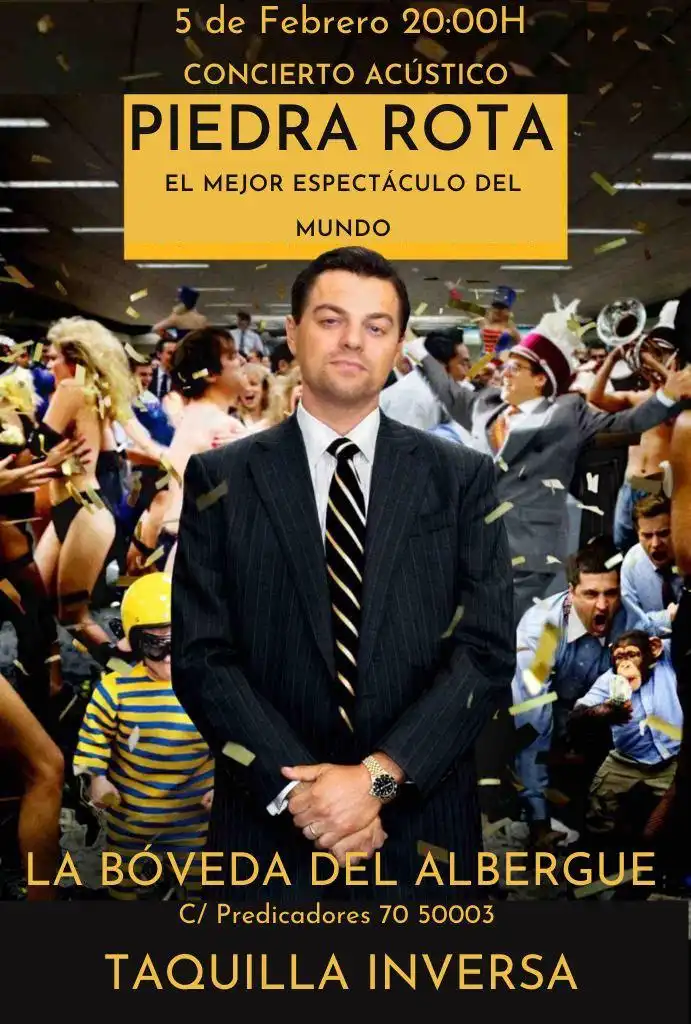 5 de Febrero 20:00H
CONCIERTO ACÚSTICO
PIEDRA ROTA
EL MEJOR ESPECTÁCULO DEL
MUNDO
LA BÓVEDA DEL ALBERGUE
C/ Predicadores 70 50003
TAQUILLA INVERSA